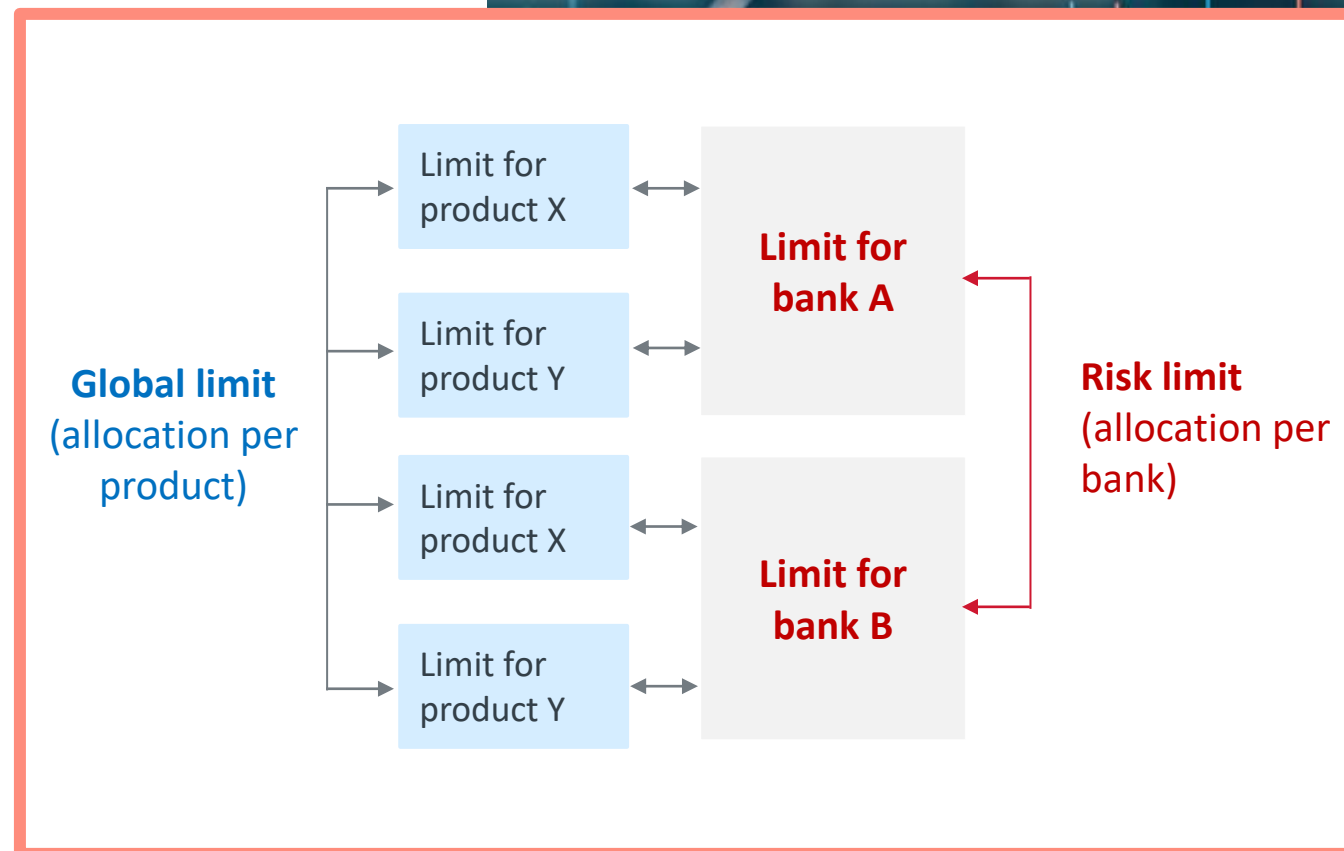 Global limit
(allocation per
product)
Limit for
product X
Limit for
product Y
Limit for
product X
Limit for
product Y
Limit for
bank A
Limit for
bank B
Risk limit
(allocation per
bank)